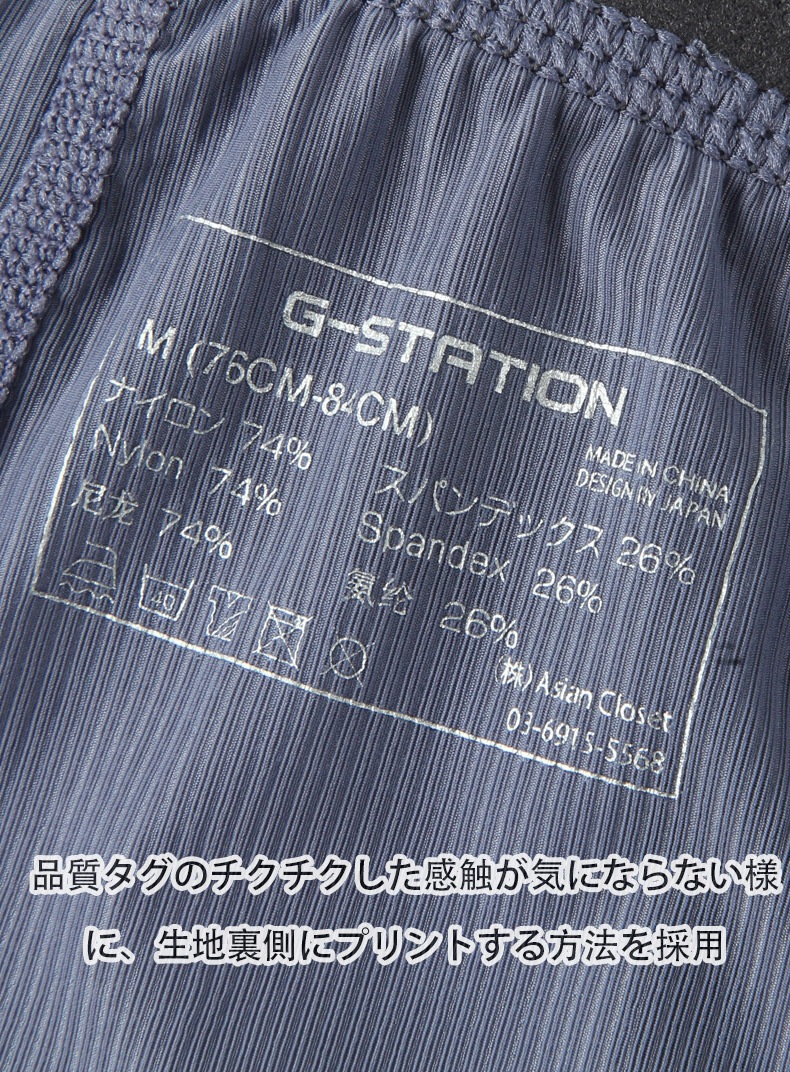 G-STATION
M (76CM-84CM)
MADE IN CHINA
DESIGN IN JAPAN
ナイロン 74%
スパンデックス 26%
Nylon 74%
Spandex 26%
尼龙 74%
氨纶 26%
40
(株) Asian Closet
03-6915-5568
品質タグのチクチクした感触が気にならない様
に、生地裏側にプリントする方法を採用